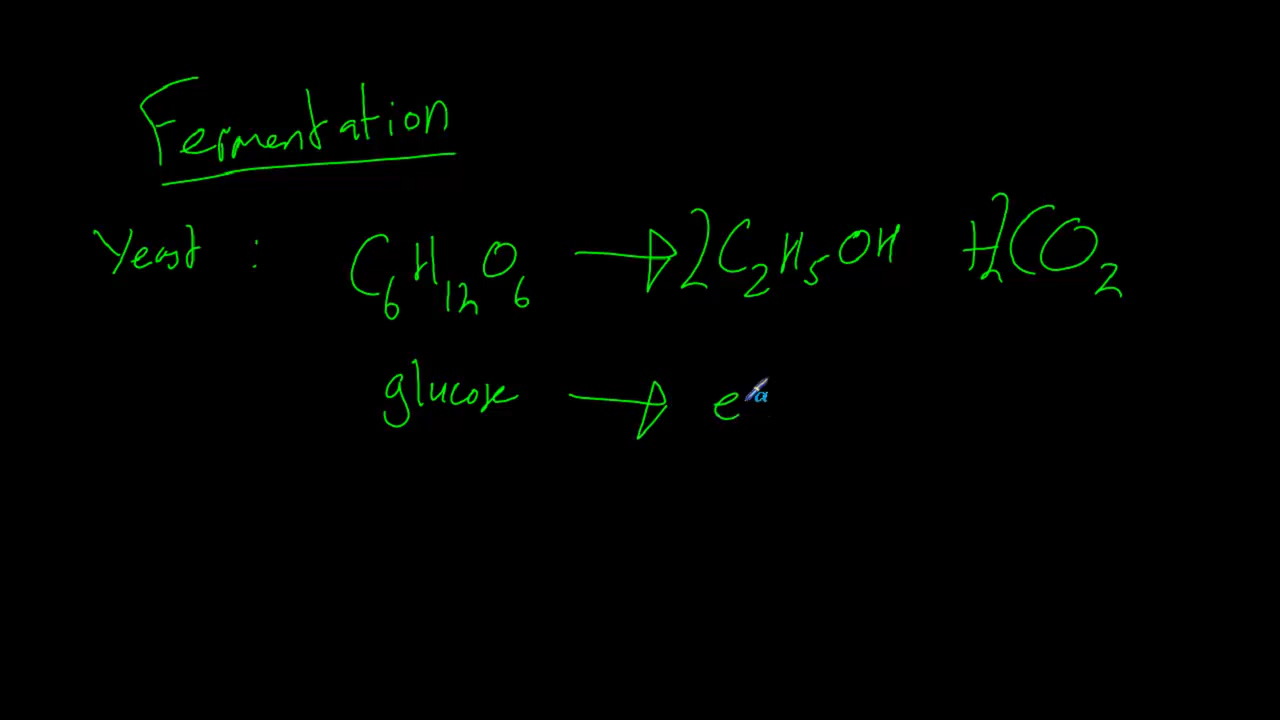 Fermentation
Yeast : C₆H₁₂O₆ → 2C₂H₅OH + 2CO₂
glucose → e